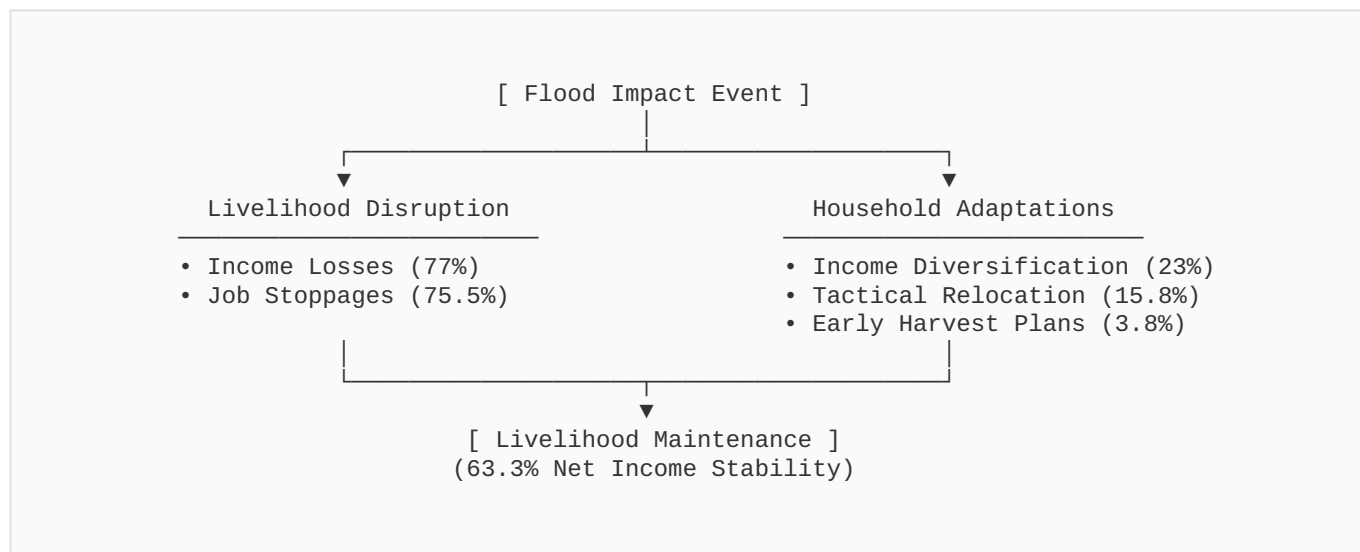 [ Flood Impact Event ]
Livelihood Disruption
Household Adaptations
• Income Losses (77%)
• Job Stoppages (75.5%)
• Income Diversification (23%)
• Tactical Relocation (15.8%)
• Early Harvest Plans (3.8%)
[ Livelihood Maintenance ]
(63.3% Net Income Stability)